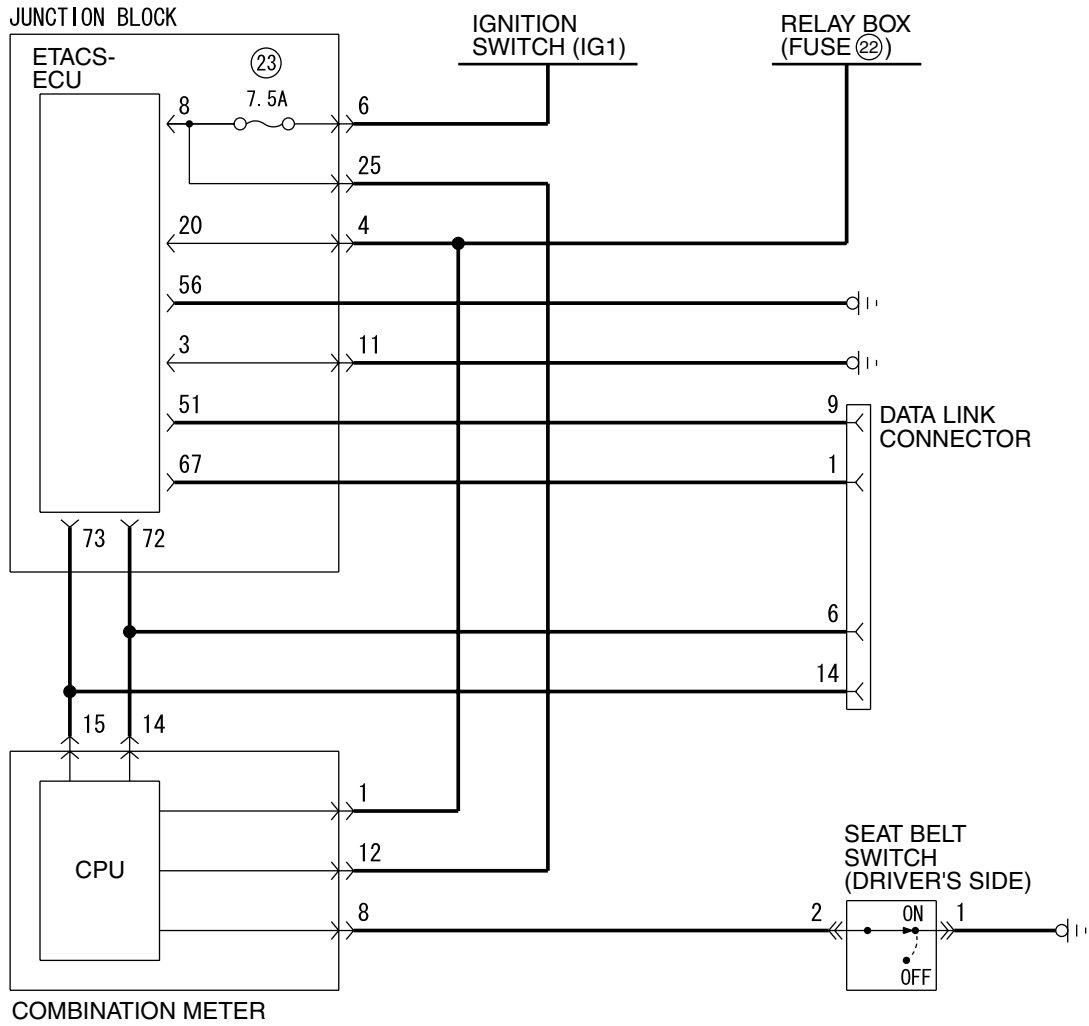 JUNCTION BLOCK
IGNITION
SWITCH (IG1)
RELAY BOX
(FUSE 22)
ETACS-
ECU
23
7.5A
8
6
25
20
4
56
3
11
51
9
DATA LINK
CONNECTOR
67
1
73
72
6
14
15
14
1
CPU
12
SEAT BELT
SWITCH
(DRIVER'S SIDE)
8
2
ON
1
OFF
COMBINATION METER